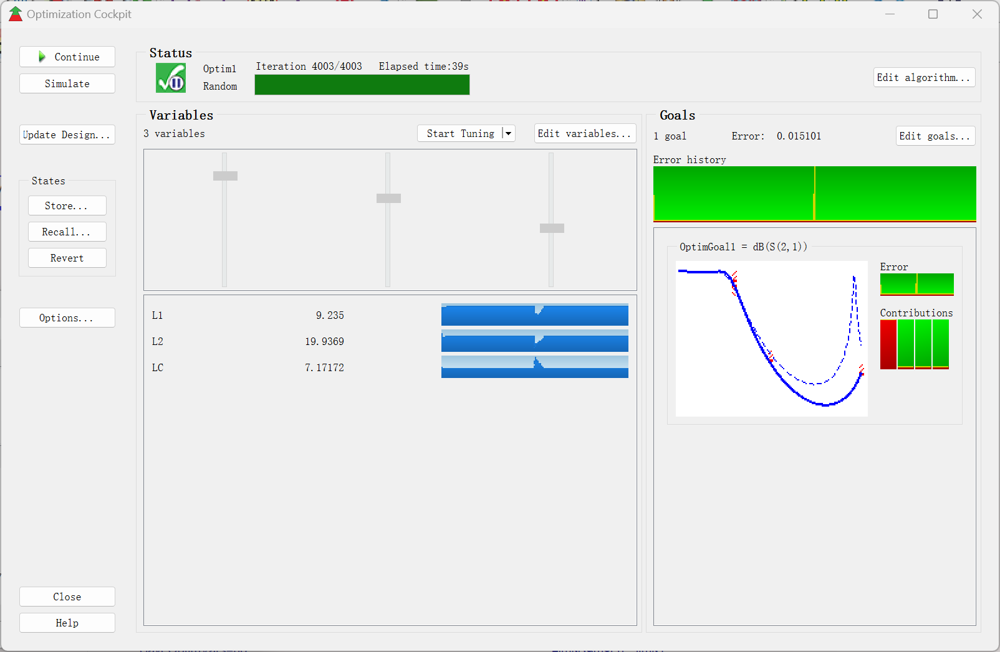 Optimization Cockpit
Continue
Simulate
Update Design...
States
Store...
Recall...
Revert
Options...
Close
Help
Status
Optim1
Random
Iteration 4003/4003 Elapsed time:39s
Edit algorithm...
Variables
3 variables
Start Tuning
Edit variables...
L1 9.235
L2 19.9369
LC 7.17172
Goals
1 goal Error: 0.015101
Edit goals...
Error history
OptimGoal1 = dB(S(2,1))
Error
Contributions